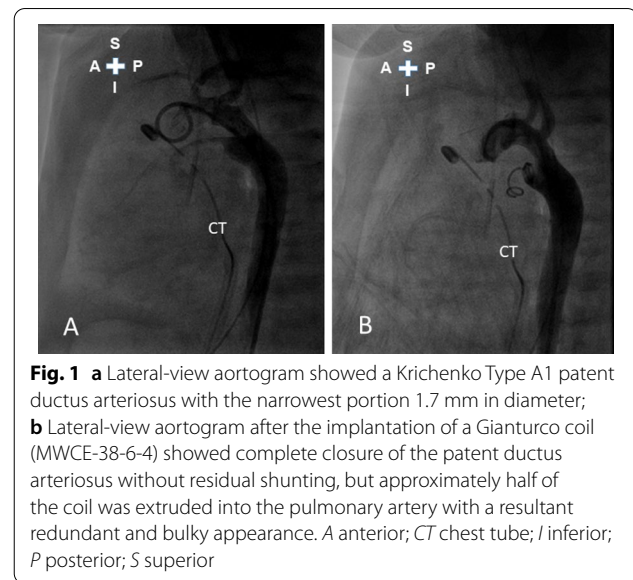 S
A P
I
CT
A
S
A P
I
CT
B
Fig. 1 a Lateral-view aortogram showed a Krichenko Type A1 patent
ductus arteriosus with the narrowest portion 1.7 mm in diameter;
b Lateral-view aortogram after the implantation of a Gianturco coil
(MWCE-38-6-4) showed complete closure of the patent ductus
arteriosus without residual shunting, but approximately half of
the coil was extruded into the pulmonary artery with a resultant
redundant and bulky appearance. A anterior; CT chest tube; I inferior;
P posterior; S superior